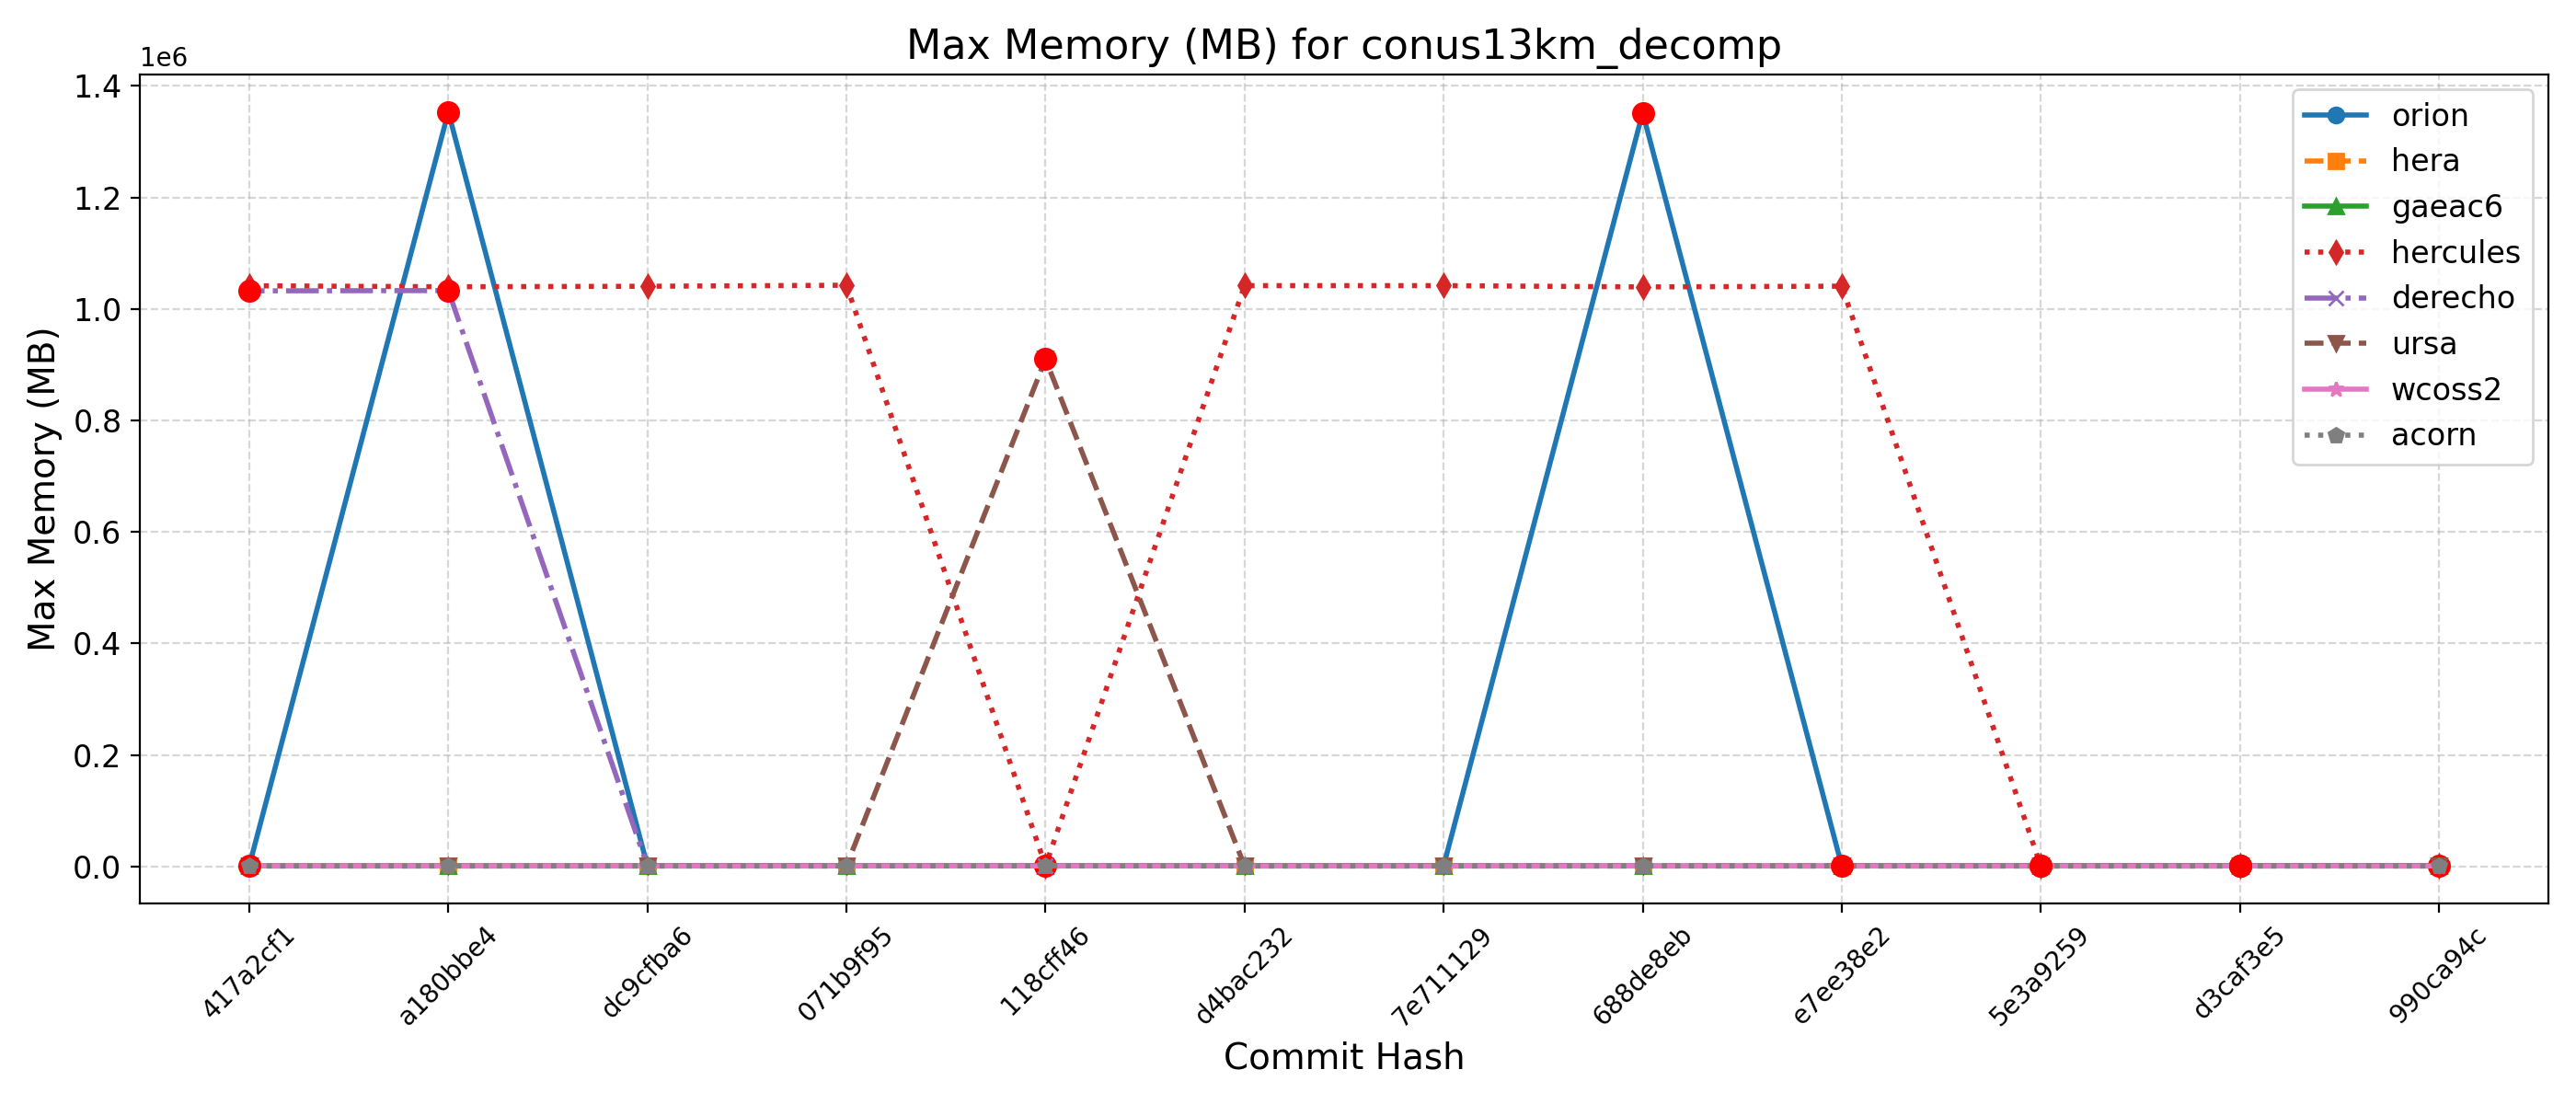 Max Memory (MB) for conus13km_decomp
1e6
1.4
1.2
1.0
0.8
0.6
0.4
0.2
0.0
Max Memory (MB)
orion
hera
gaeac6
hercules
derecho
ursa
wcoss2
acorn
417a2cf1
a180bbe4
dc9cfba6
071b9f95
118cff46
d4bac232
7e711129
688de8eb
e7ee38e2
5e3a9259
d3caf3e5
990ca94c
Commit Hash